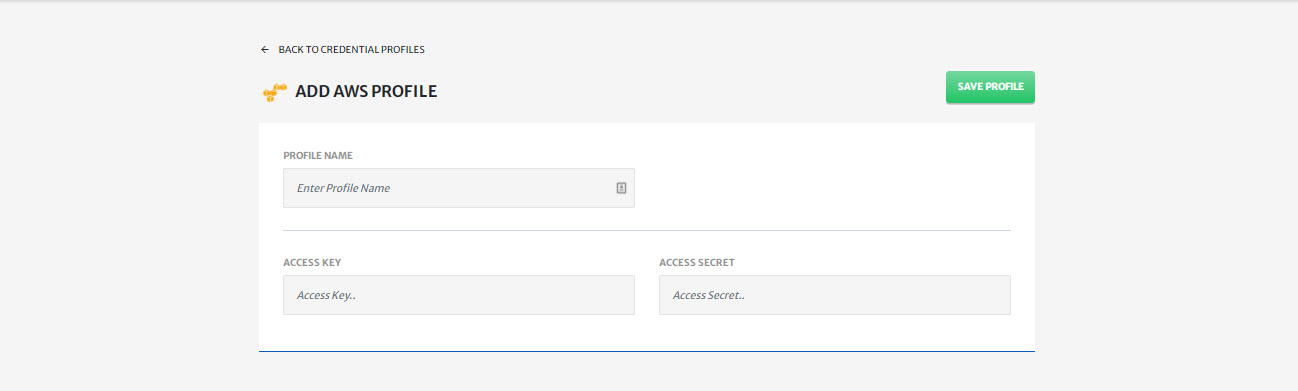 BACK TO CREDENTIAL PROFILES
ADD AWS PROFILE
SAVE PROFILE
PROFILE NAME
Enter Profile Name
ACCESS KEY
ACCESS SECRET
Access Key..
Access Secret..